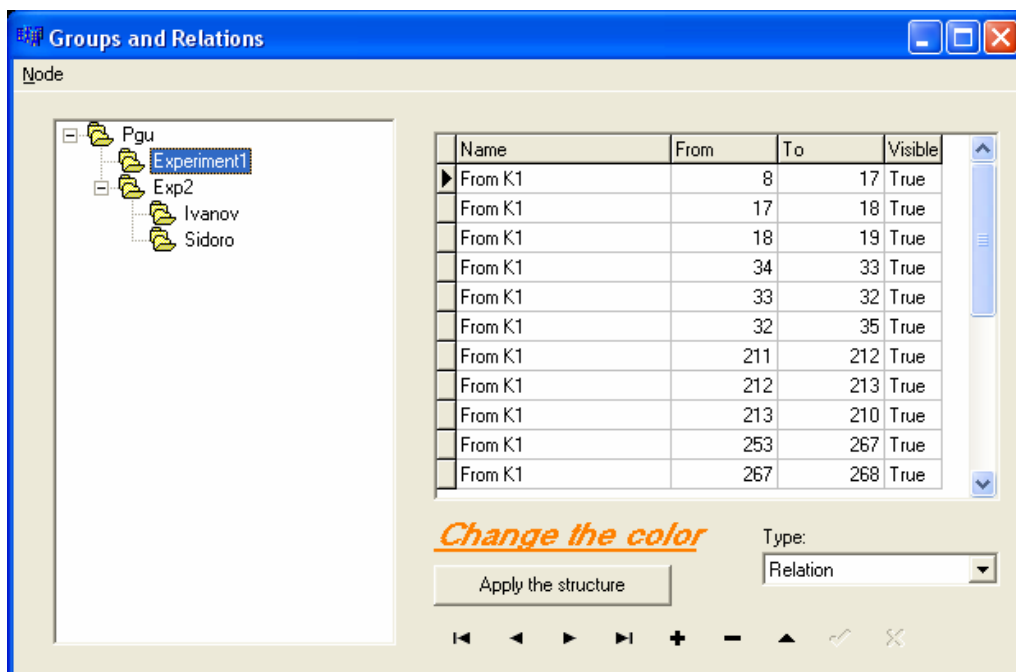 Groups and Relations
Node
Pgu
Experiment1
Exp2
Ivanov
Sidoro
Name From To Visible
From K1 8 17 True
From K1 17 18 True
From K1 18 19 True
From K1 34 33 True
From K1 33 32 True
From K1 32 35 True
From K1 211 212 True
From K1 212 213 True
From K1 213 210 True
From K1 253 267 True
From K1 267 268 True
Change the color
Type:
Relation
Apply the structure